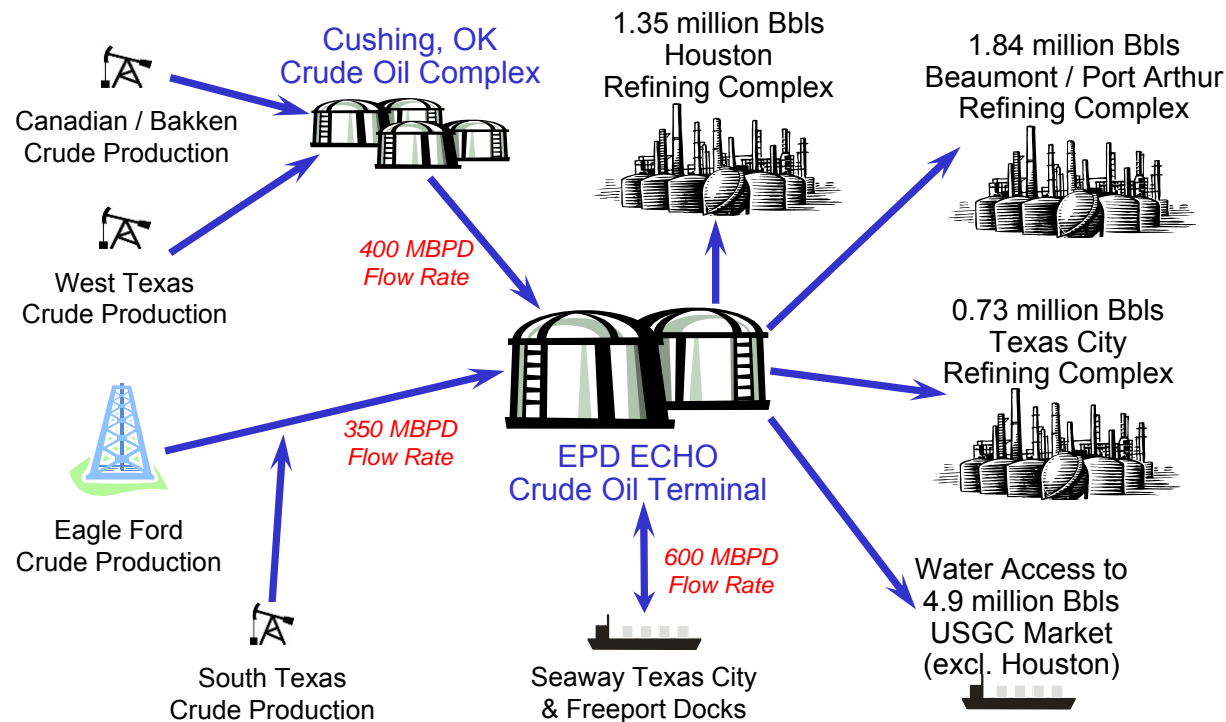 Cushing, OK
Crude Oil Complex
1.35 million Bbls
Houston
Refining Complex
1.84 million Bbls
Beaumont / Port Arthur
Refining Complex
Canadian / Bakken
Crude Production
West Texas
Crude Production
400 MBPD
Flow Rate
0.73 million Bbls
Texas City
Refining Complex
350 MBPD
Flow Rate
EPD ECHO
Crude Oil Terminal
Eagle Ford
Crude Production
600 MBPD
Flow Rate
Water Access to
4.9 million Bbls
USGC Market
(excl. Houston)
South Texas
Crude Production
Seaway Texas City
& Freeport Docks